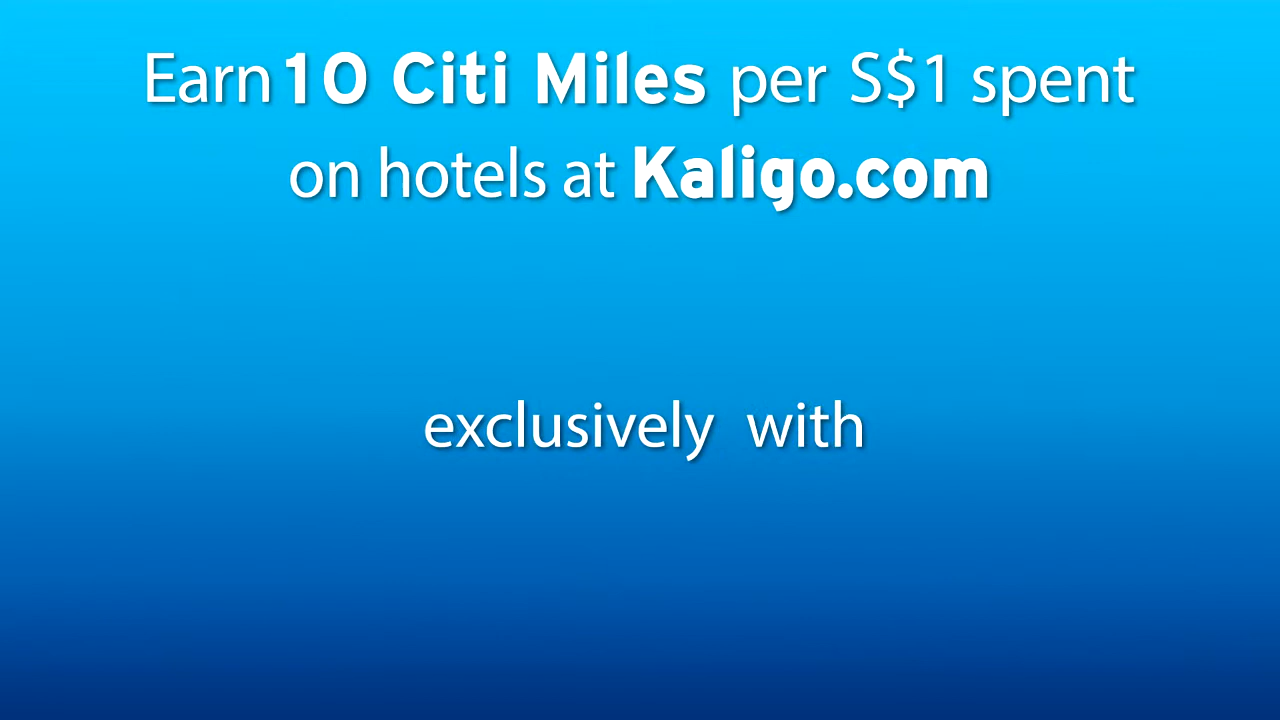 Earn 10 Citi Miles per S$1 spent
on hotels at Kaligo.com
exclusively with